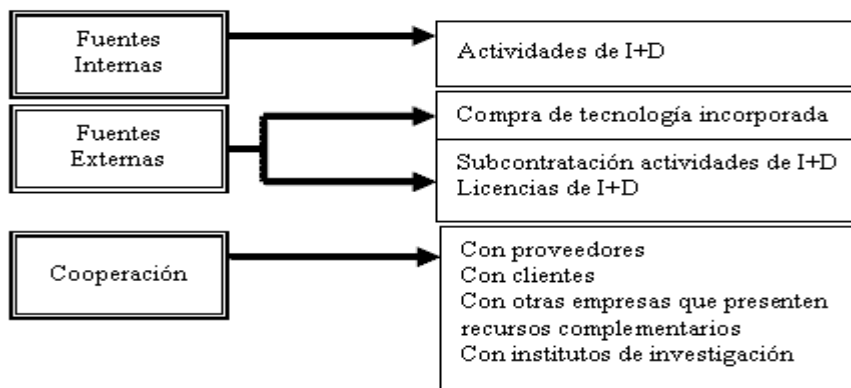 Fuentes
Internas
Actividades de I+D
Fuentes
Externas
Compra de tecnología incorporada
Subcontratación actividades de I+D
Licencias de I+D
Cooperación
Con proveedores
Con clientes
Con otras empresas que presenten
recursos complementarios
Con institutos de investigación